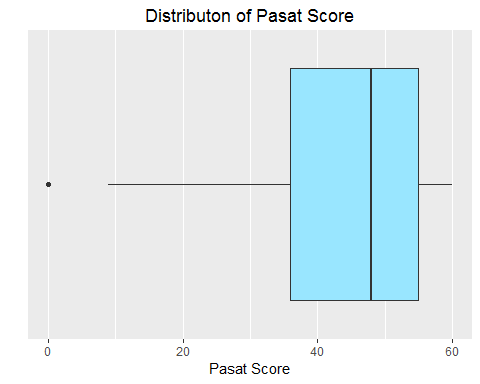 Distributon of Pasat Score
0 20 40 60
Pasat Score